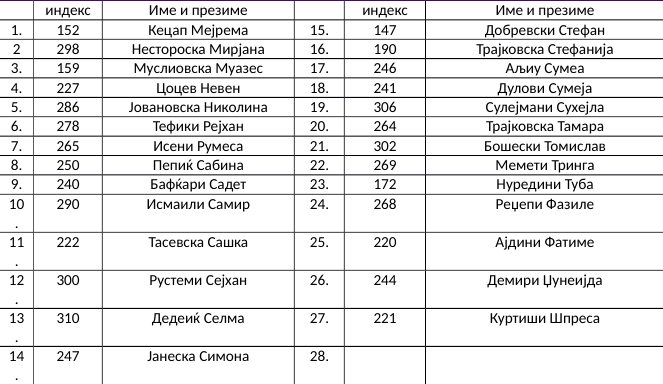 индекс Име и презиме индекс Име и презиме
1. 152 Кецап Мејрема 15. 147 Добревски Стефан
2 298 Нестороска Мирјана 16. 190 Трајковска Стефанија
3. 159 Муслиовска Муазес 17. 246 Аљиу Сумеа
4. 227 Цоцев Невен 18. 241 Дулови Сумеја
5. 286 Јовановска Николина 19. 306 Сулејмани Сухејла
6. 278 Тефики Рејхан 20. 264 Трајковска Тамара
7. 265 Исени Румеса 21. 302 Бошески Томислав
8. 250 Пепиќ Сабина 22. 269 Мемети Тринга
9. 240 Бафќари Садет 23. 172 Нуредини Туба
10 290 Исмаили Самир 24. 268 Реџепи Фазиле
.
11 222 Тасевска Сашка 25. 220 Ајдини Фатиме
.
12 300 Рустеми Сејхан 26. 244 Демири Џунеијда
.
13 310 Дедеиќ Селма 27. 221 Куртиши Шпреса
.
14 247 Јанеска Симона 28.
.